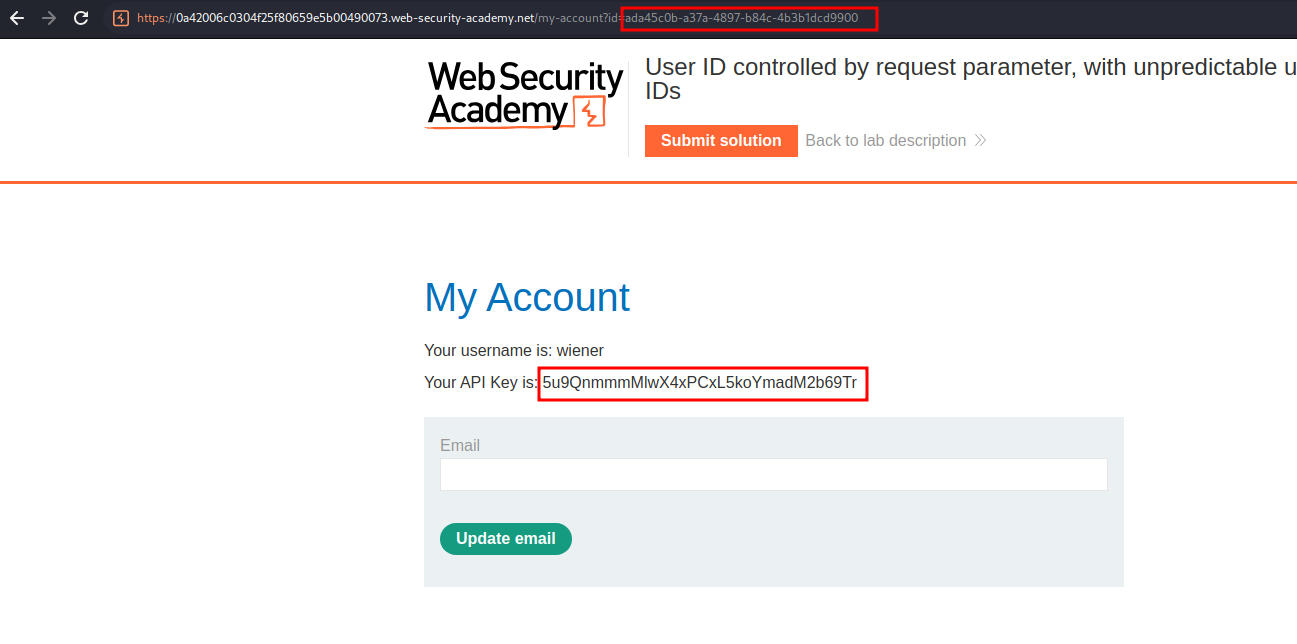 https://0a42006c0304f25f80659e5b00490073.web-security-academy.net/my-account?id=ada45c0b-a37a-4897-b84c-4b3b1dcd9900
WebSecurity
Academy
User ID controlled by request parameter, with unpredictable u
IDs
Submit solution
Back to lab description
My Account
Your username is: wiener
Your API Key is: 5u9QnmmmMlwX4xPCxL5koYmadM2b69Tr
Email
Update email